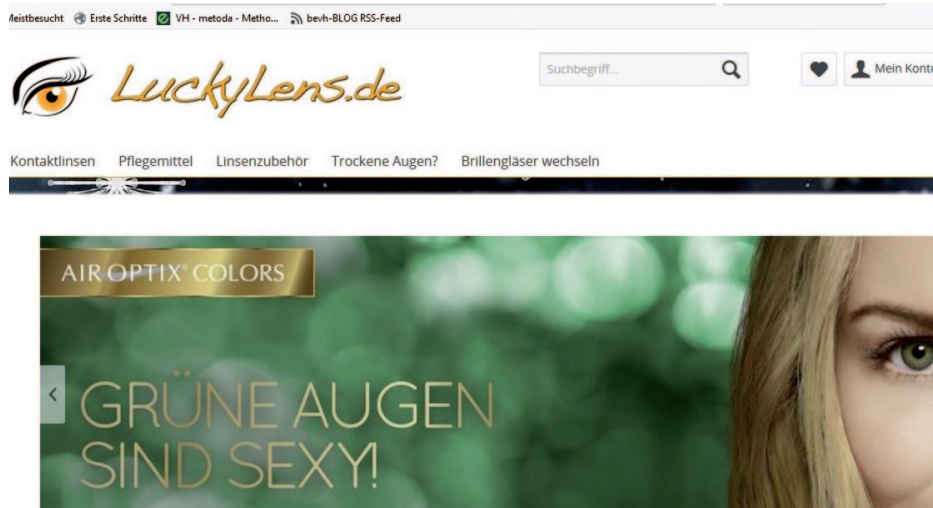 Meistbesucht Erste Schritte VH - metoda - Metho... bevh-BLOG RSS-Feed
LuckyLens.de
Suchbegriff...
Mein Konto
Kontaktlinsen Pflegemittel Linsenzubehör Trockene Augen? Brillengläser wechseln
AIR OPTIX® COLORS
GRÜNE AUGEN
SIND SEXY!